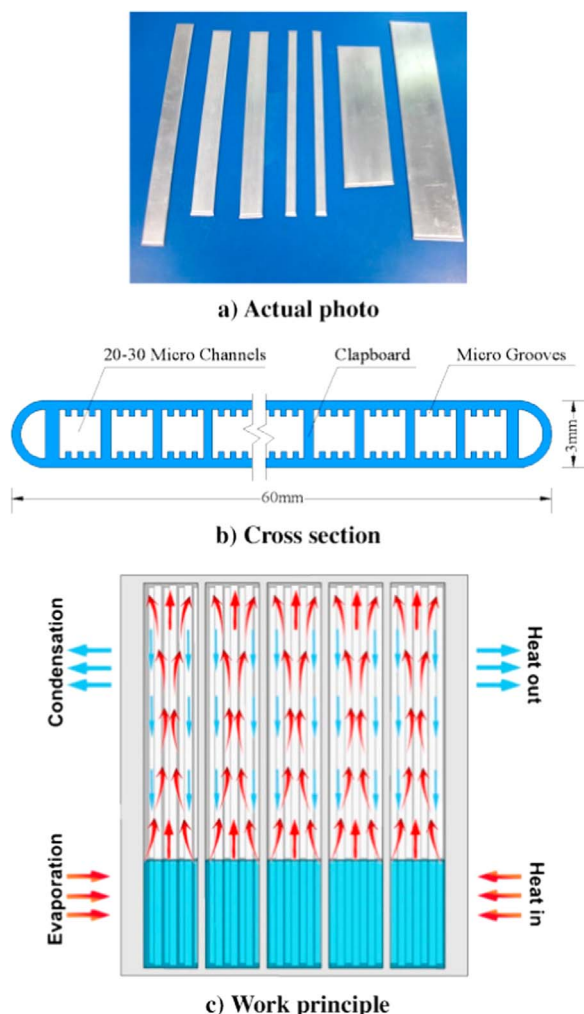 a) Actual photo
20-30 Micro Channels
Clapboard
Micro Grooves
3mm
60mm
b) Cross section
Condensation
Heat out
Evaporation
Heat in
c) Work principle